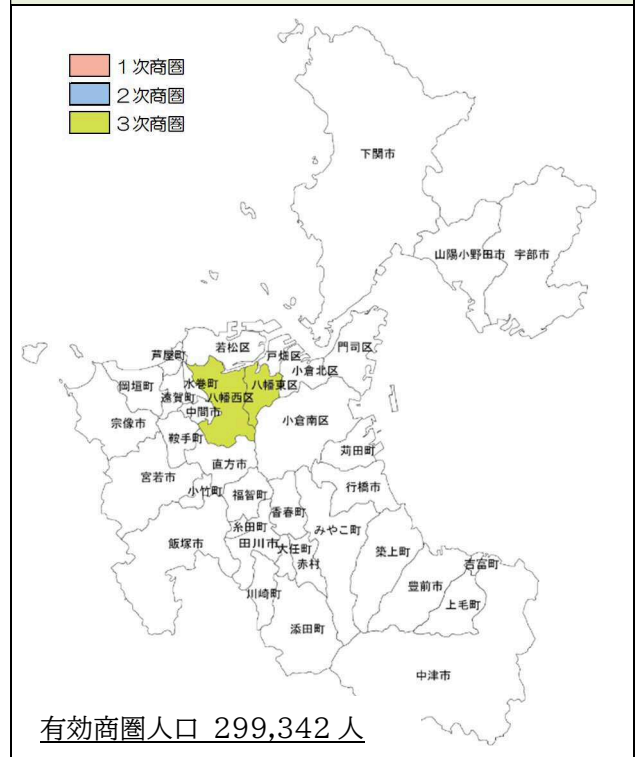 1次商圏
2次商圏
3次商圏
下関市
山陽小野田市 宇部市
門司区
若松区
戸畑区
芦屋町
小倉北区
水巻町
八幡東区
岡垣町
遠賀町
八幡西区
中間市
宗像市
小倉南区
鞍手町
苅田町
直方市
宮若市
行橋市
小竹町
福智町
香春町
糸田町
みやこ町
飯塚市
田川市
大任町
築上町
赤村
吉富町
豊前市
川崎町
上毛町
添田町
中津市
有効商圏人口 299,342人